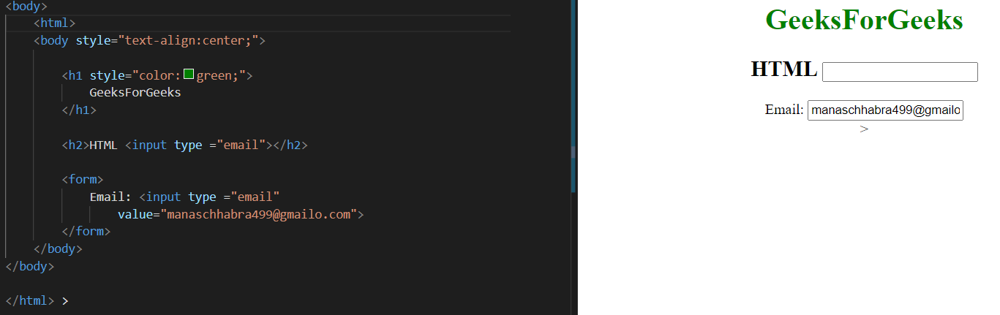 <body>
<html>
<body style="text-align:center;">
<h1 style="color:green;">
GeeksForGeeks
</h1>
<h2>HTML <input type ="email"></h2>
<form>
Email: <input type ="email"
value="manaschhabra499@gmailo.com">
</form>
</body>
</body>
</html> >
GeeksForGeeks
HTML
Email: manaschhabra499@gmailo
>